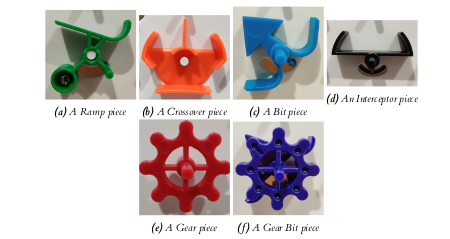 (a) A Ramp piece
(b) A Crossover piece
(c) A Bit piece
(d) An Interceptor piece
(e) A Gear piece
(f) A Gear Bit piece